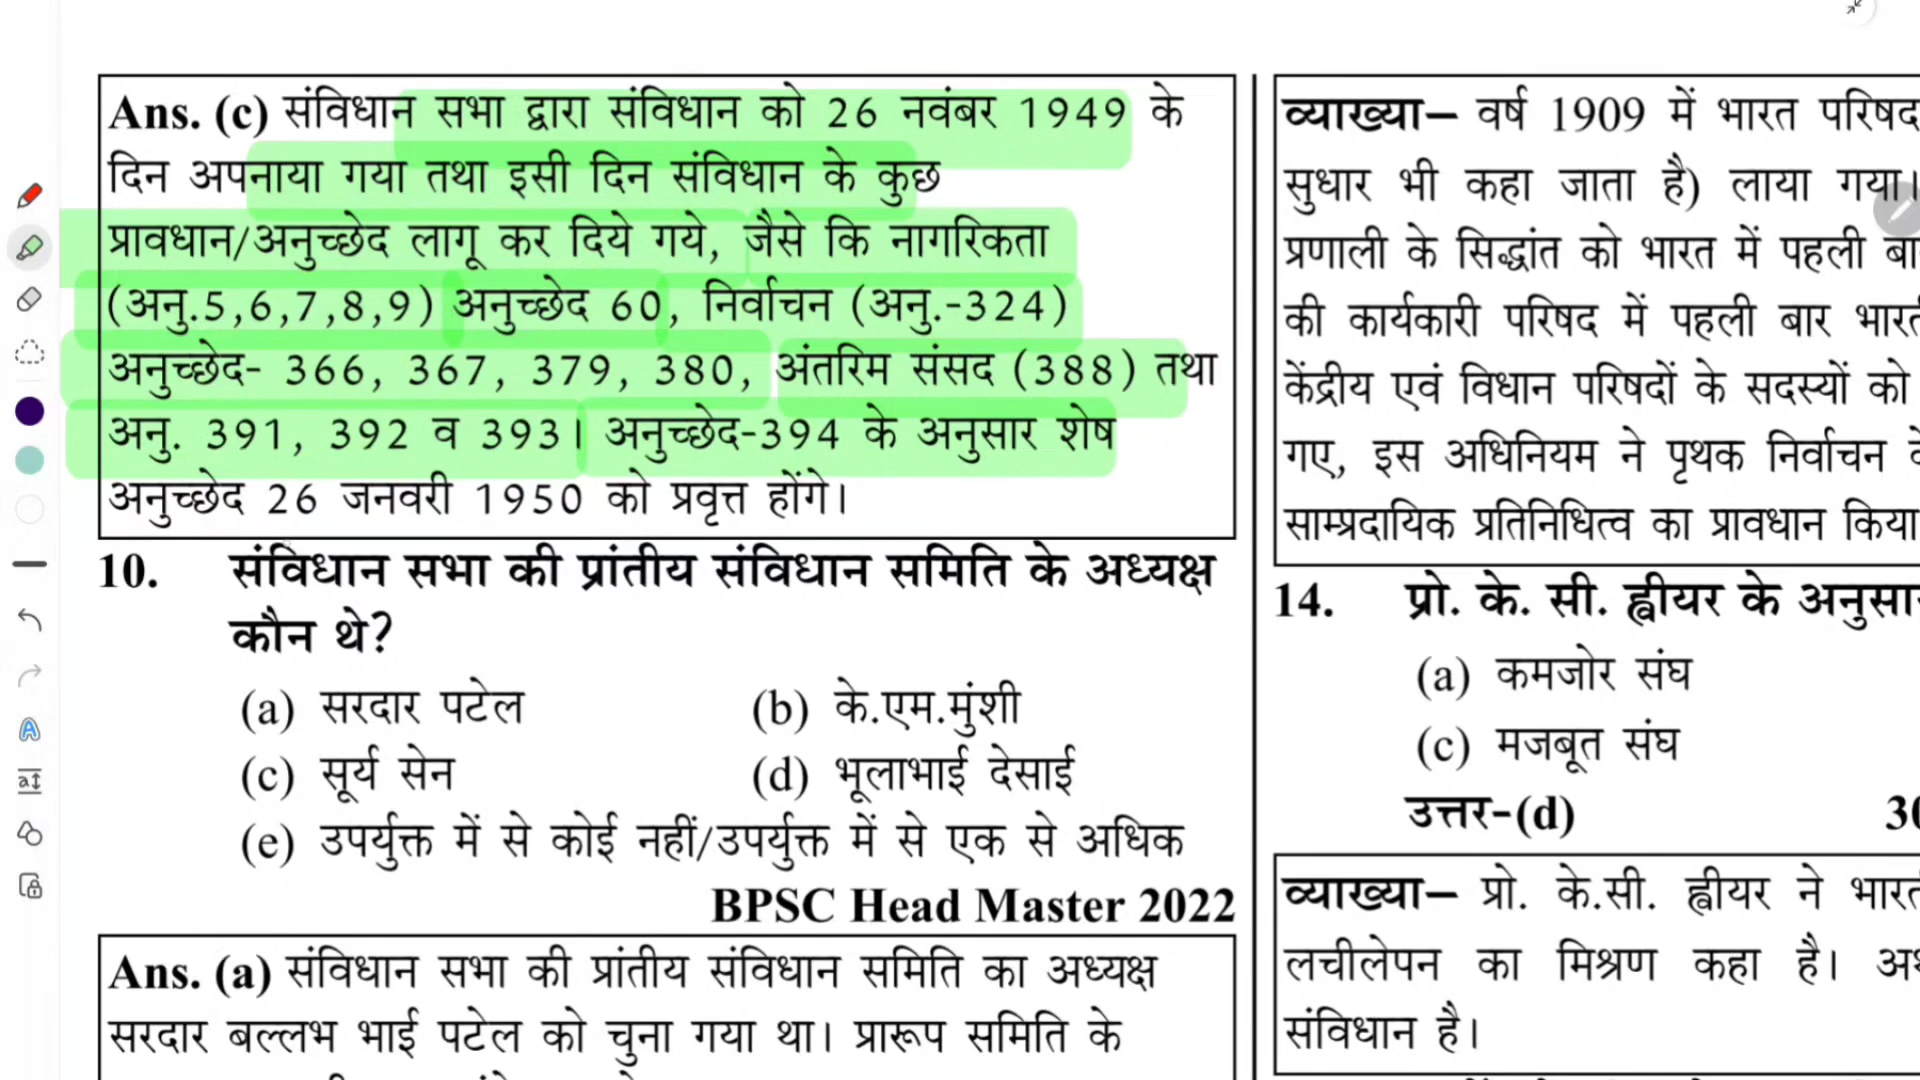 Ans. (c) संविधान सभा द्वारा संविधान को 26 नवंबर 1949 के
दिन अपनाया गया तथा इसी दिन संविधान के कुछ
प्रावधान/अनुच्छेद लागू कर दिये गये, जैसे कि नागरिकता
(अनु.5,6,7,8,9) अनुच्छेद 60, निर्वाचन (अनु.-324)
अनुच्छेद- 366, 367, 379, 380, अंतरिम संसद (388) तथा
अनु. 391, 392 व 393। अनुच्छेद-394 के अनुसार शेष
अनुच्छेद 26 जनवरी 1950 को प्रवृत्त होंगे।
10. संविधान सभा की प्रांतीय संविधान समिति के अध्यक्ष
कौन थे?
(a) सरदार पटेल (b) के.एम.मुंशी
(c) सूर्य सेन (d) भूलाभाई देसाई
(e) उपर्युक्त में से कोई नहीं/उपर्युक्त में से एक से अधिक
BPSC Head Master 2022
Ans. (a) संविधान सभा की प्रांतीय संविधान समिति का अध्यक्ष
सरदार बल्लभ भाई पटेल को चुना गया था। प्रारूप समिति के
व्याख्या– वर्ष 1909 में भारत परिषद
सुधार भी कहा जाता है) लाया गया।
प्रणाली के सिद्धांत को भारत में पहली
की कार्यकारी परिषद में पहली बार
केंद्रीय एवं विधान परिषदों के सदस्यों को
गए, इस अधिनियम ने पृथक निर्वाचन
साम्प्रदायिक प्रतिनिधित्व का प्रावधान किया
14. प्रो. के. सी. ह्वीयर के
(a) कमजोर संघ
(c) मजबूत संघ
उत्तर-(d)
व्याख्या– प्रो. के.सी. ह्वीयर ने
लचीलेपन का मिश्रण कहा है।
संविधान है।